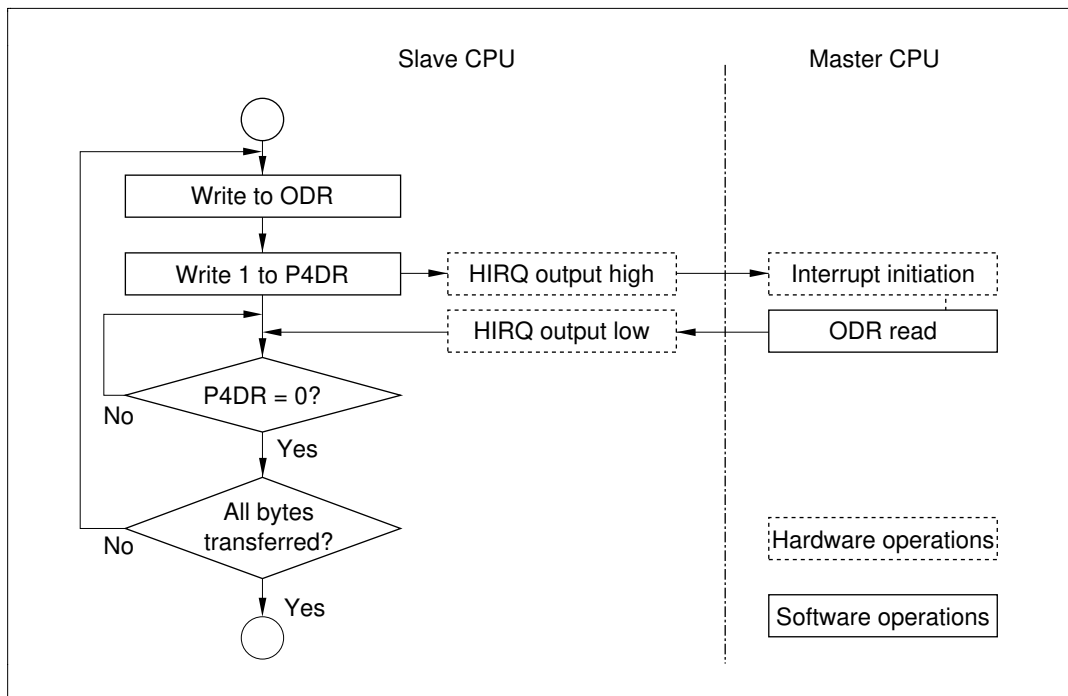 Slave CPU
Master CPU
Write to ODR
Write 1 to P4DR
HIRQ output high
Interrupt initiation
HIRQ output low
ODR read
P4DR = 0?
No
Yes
All bytes
transferred?
No
Yes
Hardware operations
Software operations